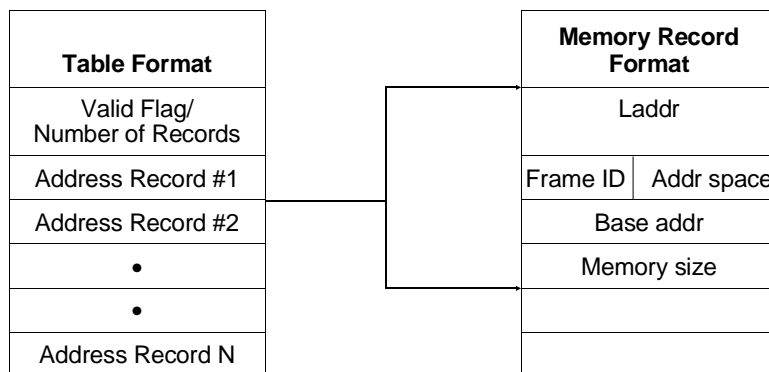 Table Format
Valid Flag/
Number of Records
Address Record #1
Address Record #2
•
•
Address Record N
Memory Record
Format
Laddr
Frame ID Addr space
Base addr
Memory size